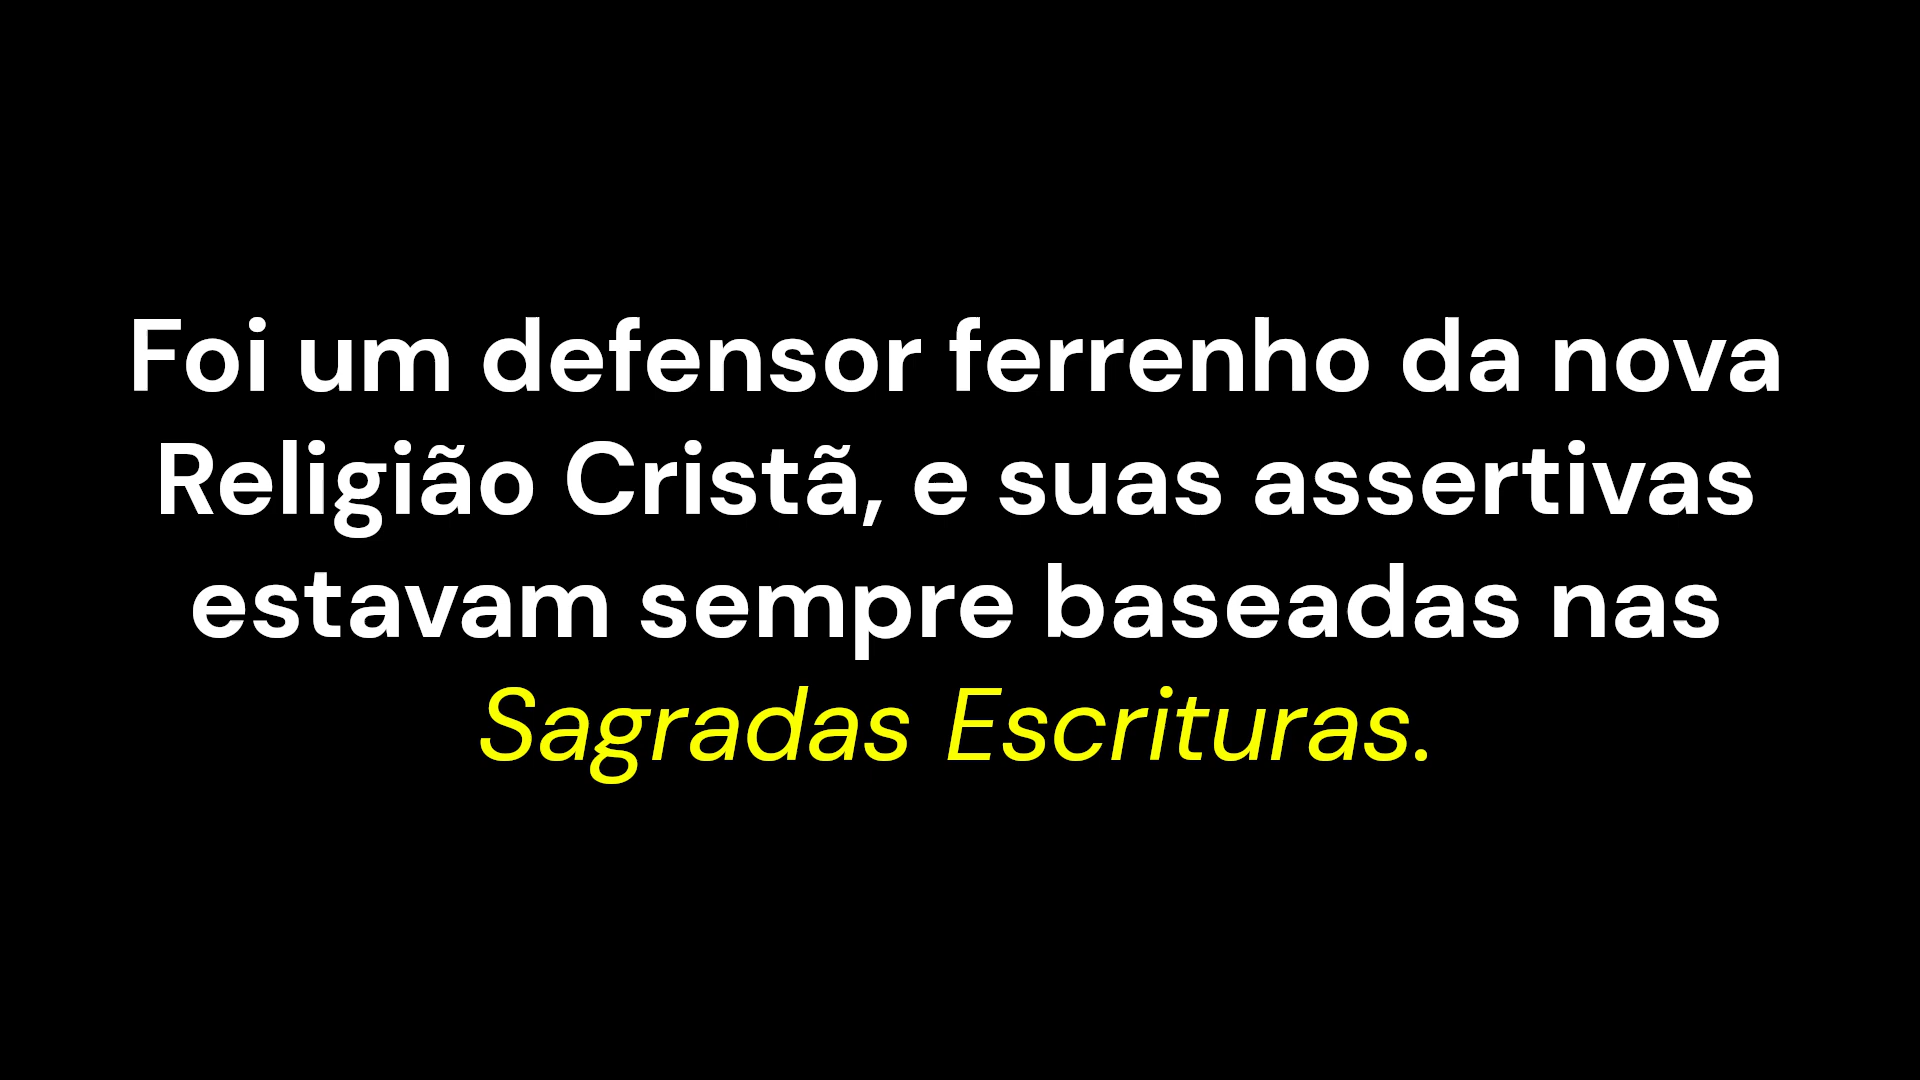 Foi um defensor ferrenho da nova
Religião Cristã, e suas assertivas
estavam sempre baseadas nas
Sagradas Escrituras.